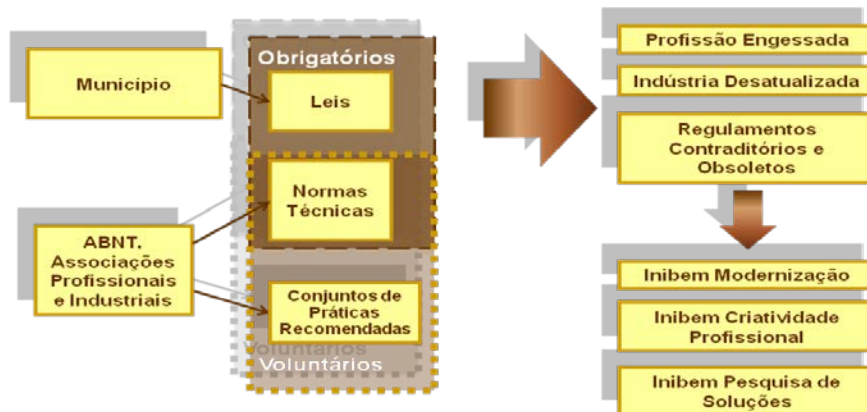 Município
ABNT.
Associações
Profissionais
e Industriais
Obrigatórios
Leis
Normas
Técnicas
Conjuntos de
Práticas
Recomendadas
Voluntários
Voluntários
Profissão Engessada
Indústria Desatualizada
Regulamentos
Contraditórios e
Obsoletos
Inibem Modernização
Inibem Criatividade
Profissional
Inibem Pesquisa de
Soluções